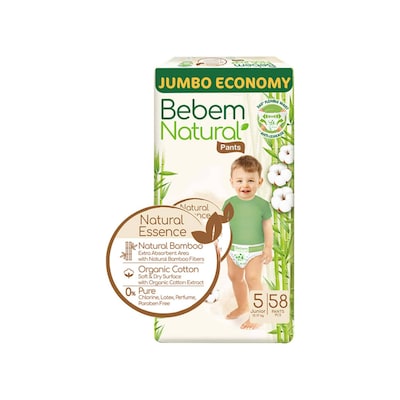 JUMBO ECONOMY
Bebem
Natural
Pants
Natural
Essence
Natural Bamboo
Extra Absorbent Area
with Natural Bamboo Fibers
Organic Cotton
Soft & Dry Surface
with Organic Cotton Extract
0% Pure
Chlorine, Latex, Perfume,
Paraben Free
5 58
Junior PANTS